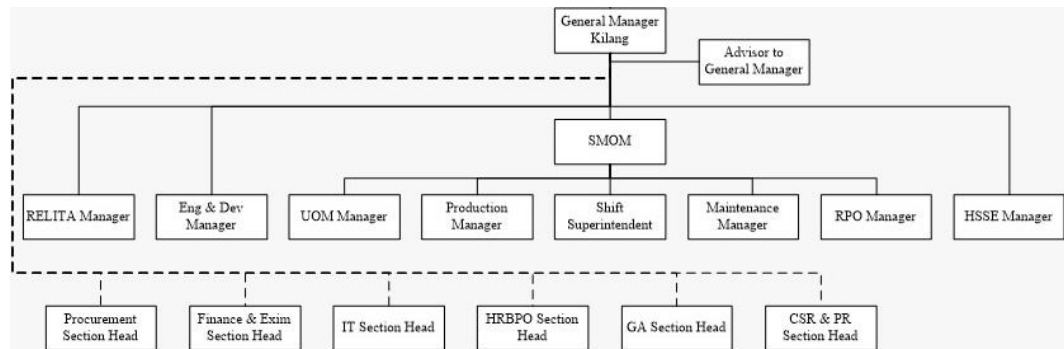 General Manager
Kilang
Advisor to
General Manager
SMOM
RELITA Manager
Eng & Dev
Manager
UOM Manager
Production
Manager
Shift
Superintendent
Maintenance
Manager
RPO Manager
HSSE Manager
Procurement
Section Head
Finance & Exim
Section Head
IT Section Head
HRBPO Section
Head
GA Section Head
CSR & PR
Section Head